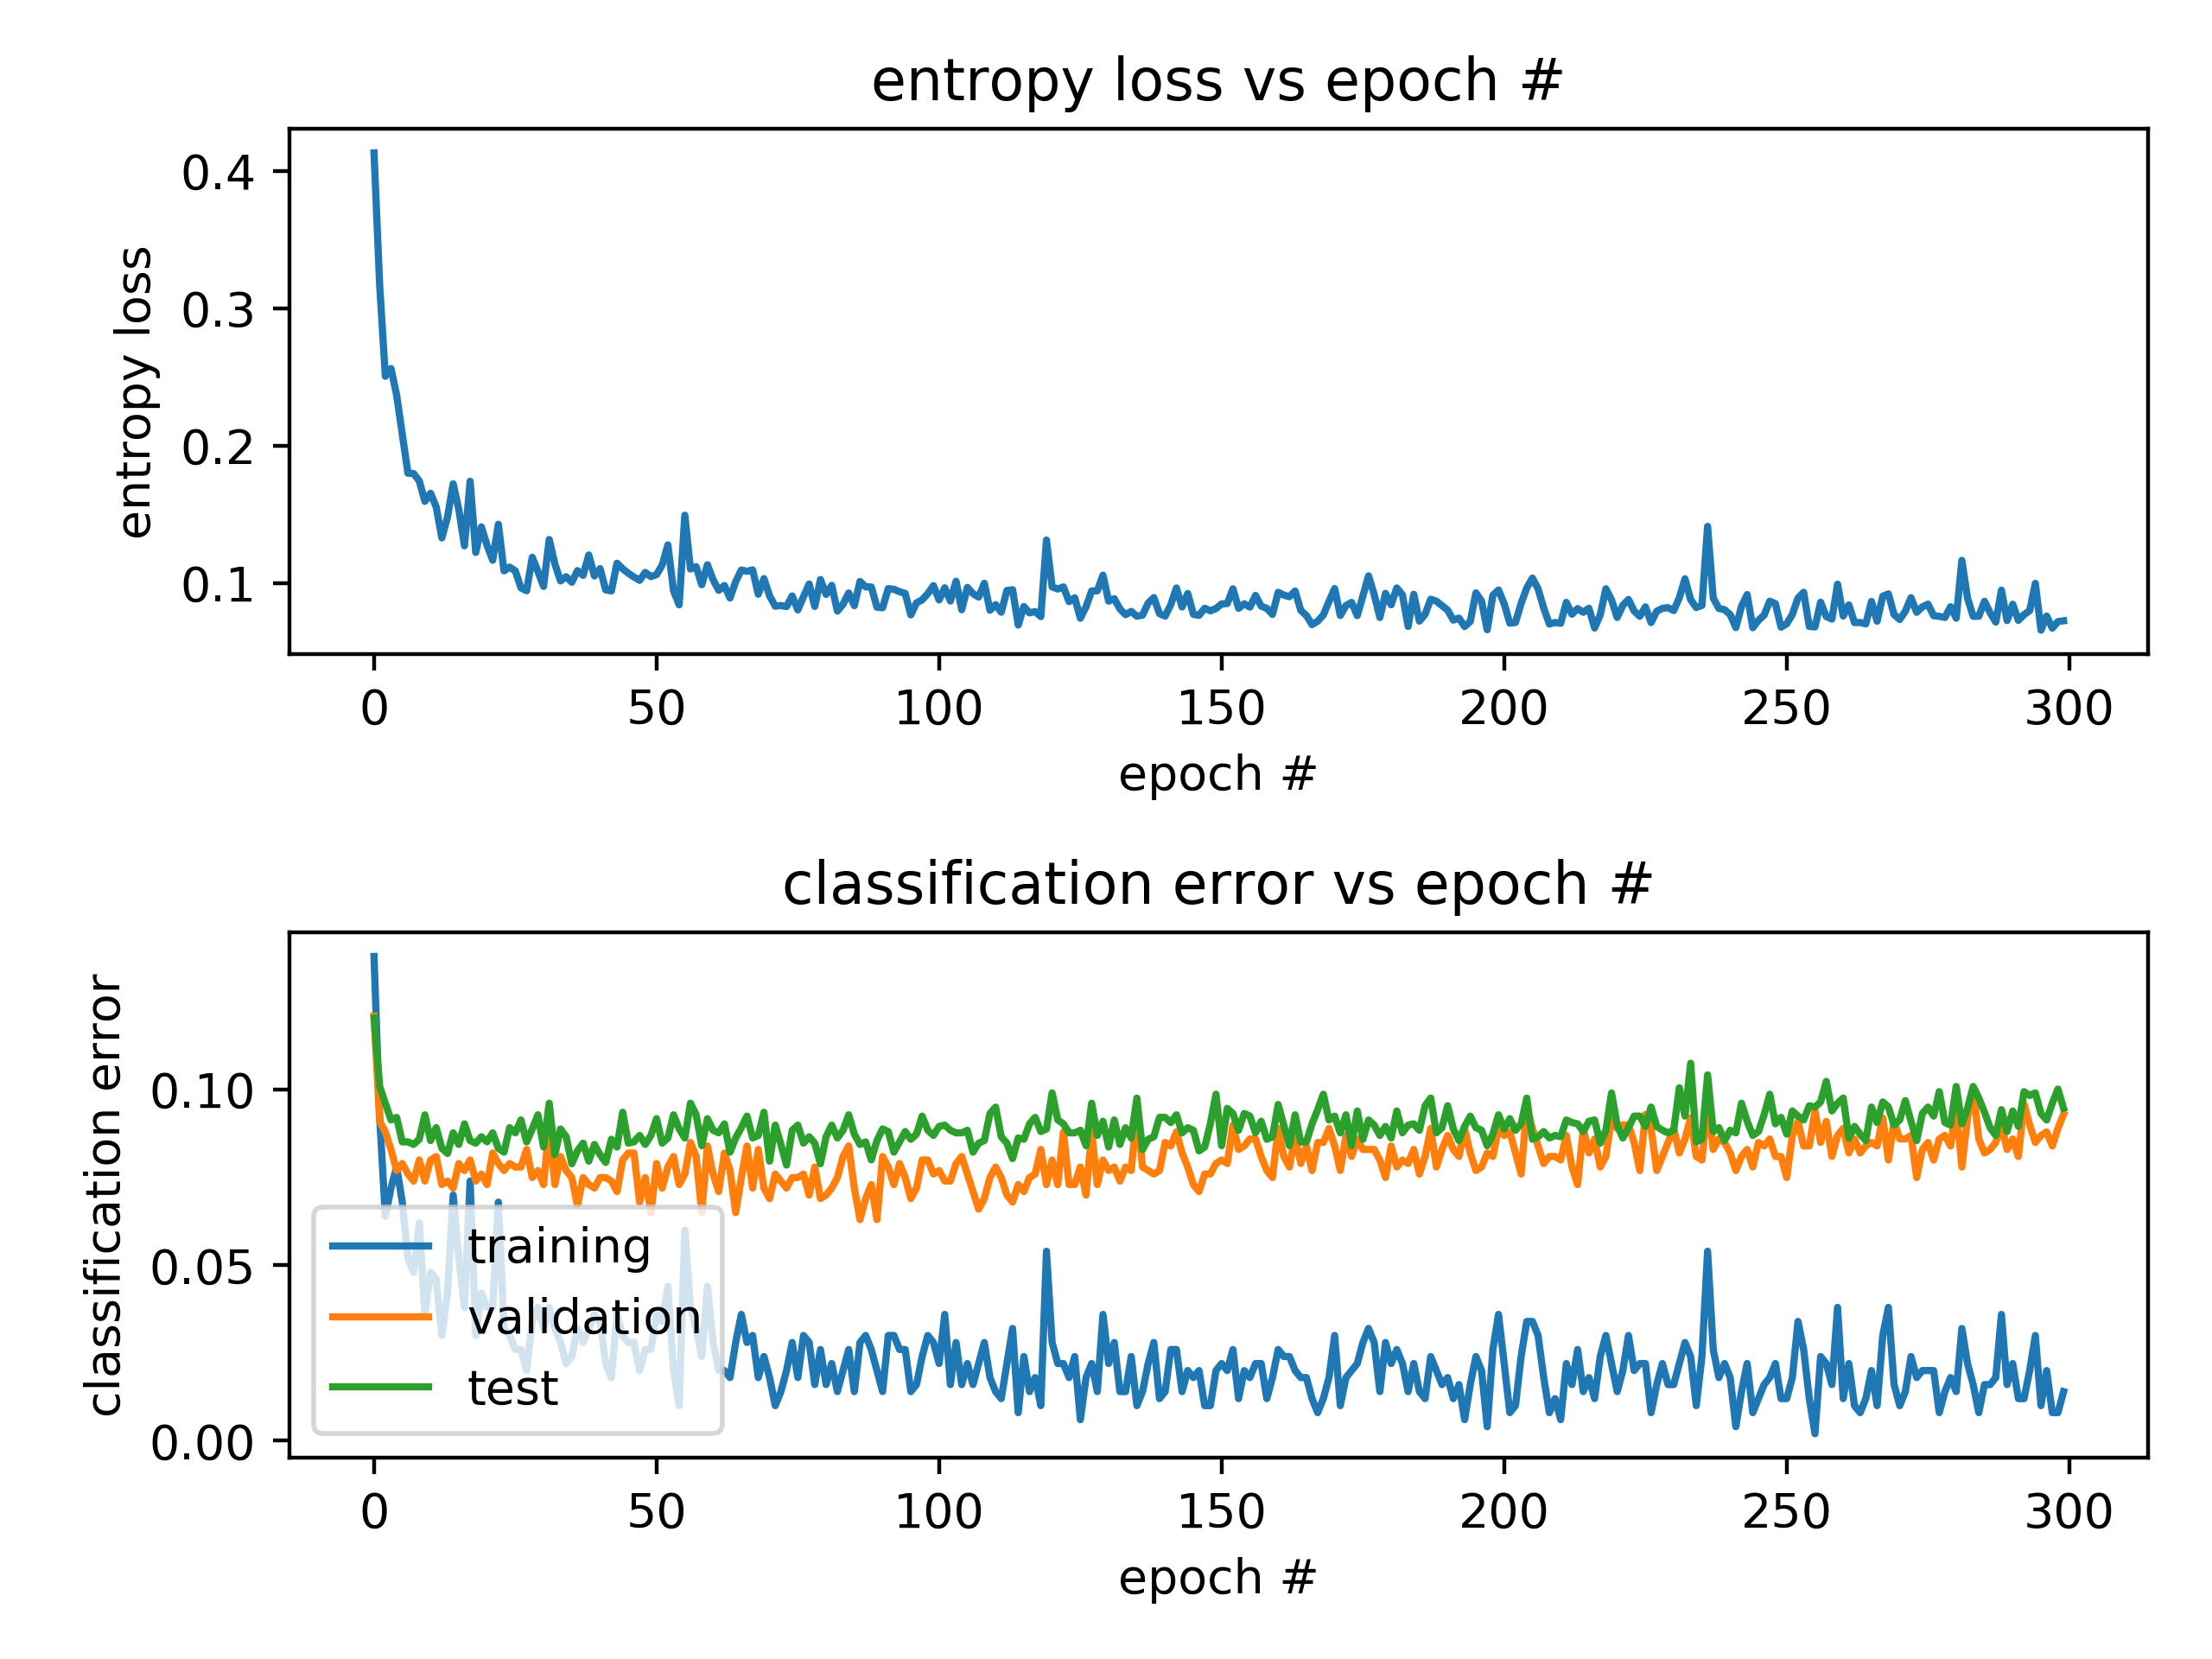 entropy loss vs epoch #
0.4
0.3
0.2
0.1
entropy loss
0 50 100 150 200 250 300
epoch #
classification error vs epoch #
0.10
0.05
0.00
classification error
training
validation
test
0 50 100 150 200 250 300
epoch #